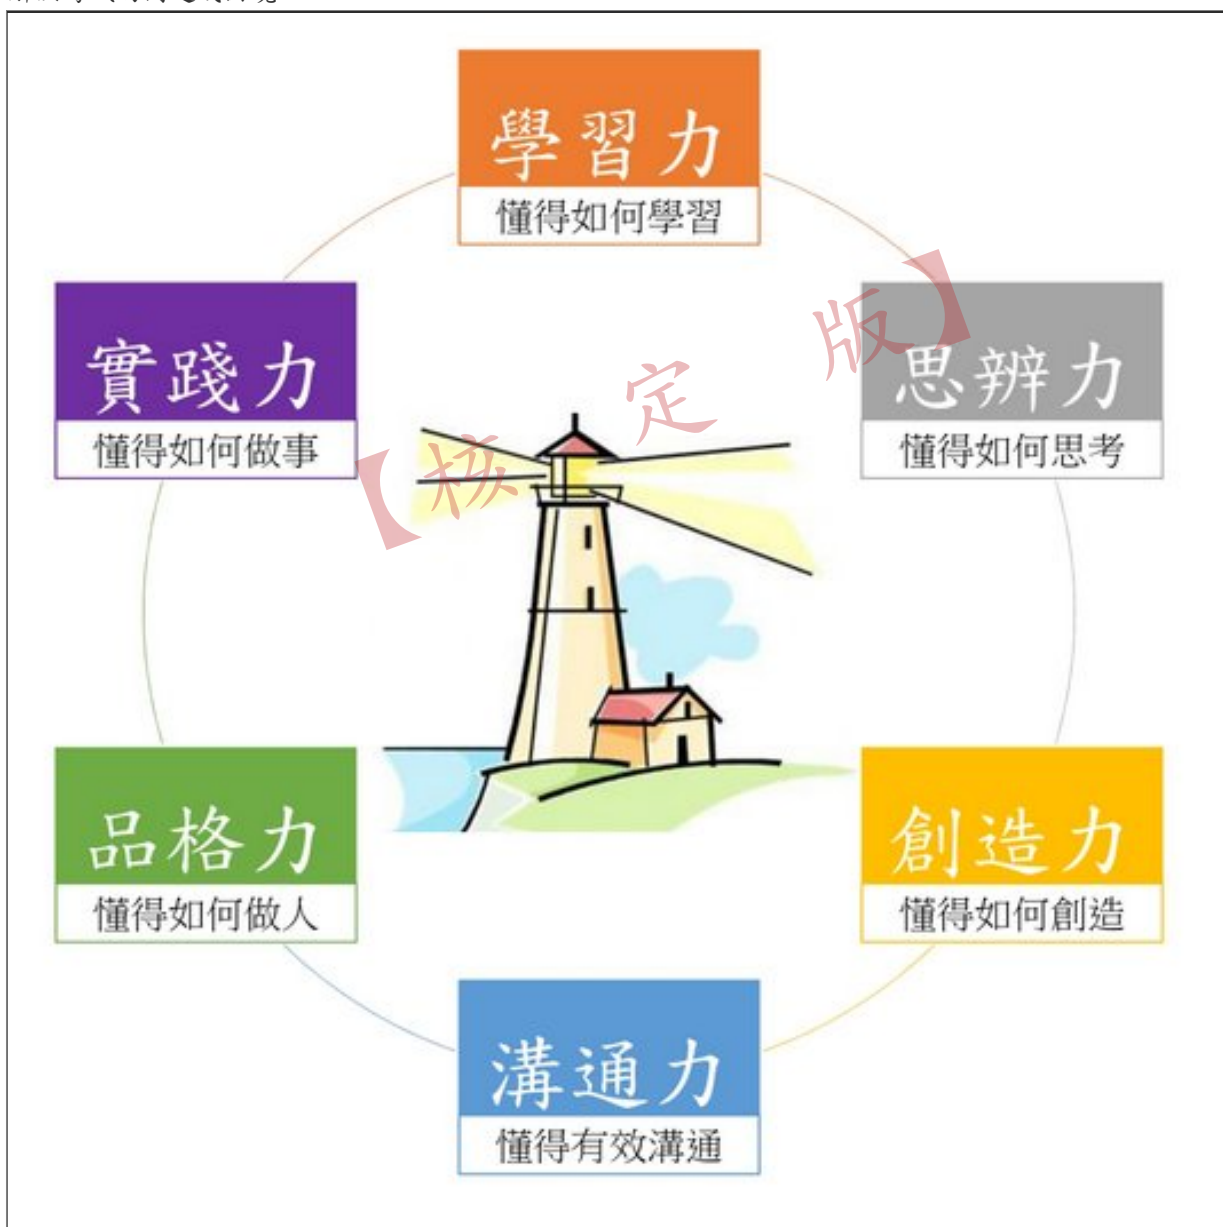 學習力
懂得如何學習
思辨力
懂得如何思考
創造力
懂得如何創造
溝通力
懂得有效溝通
品格力
懂得如何做人
實踐力
懂得如何做事
【核定版】